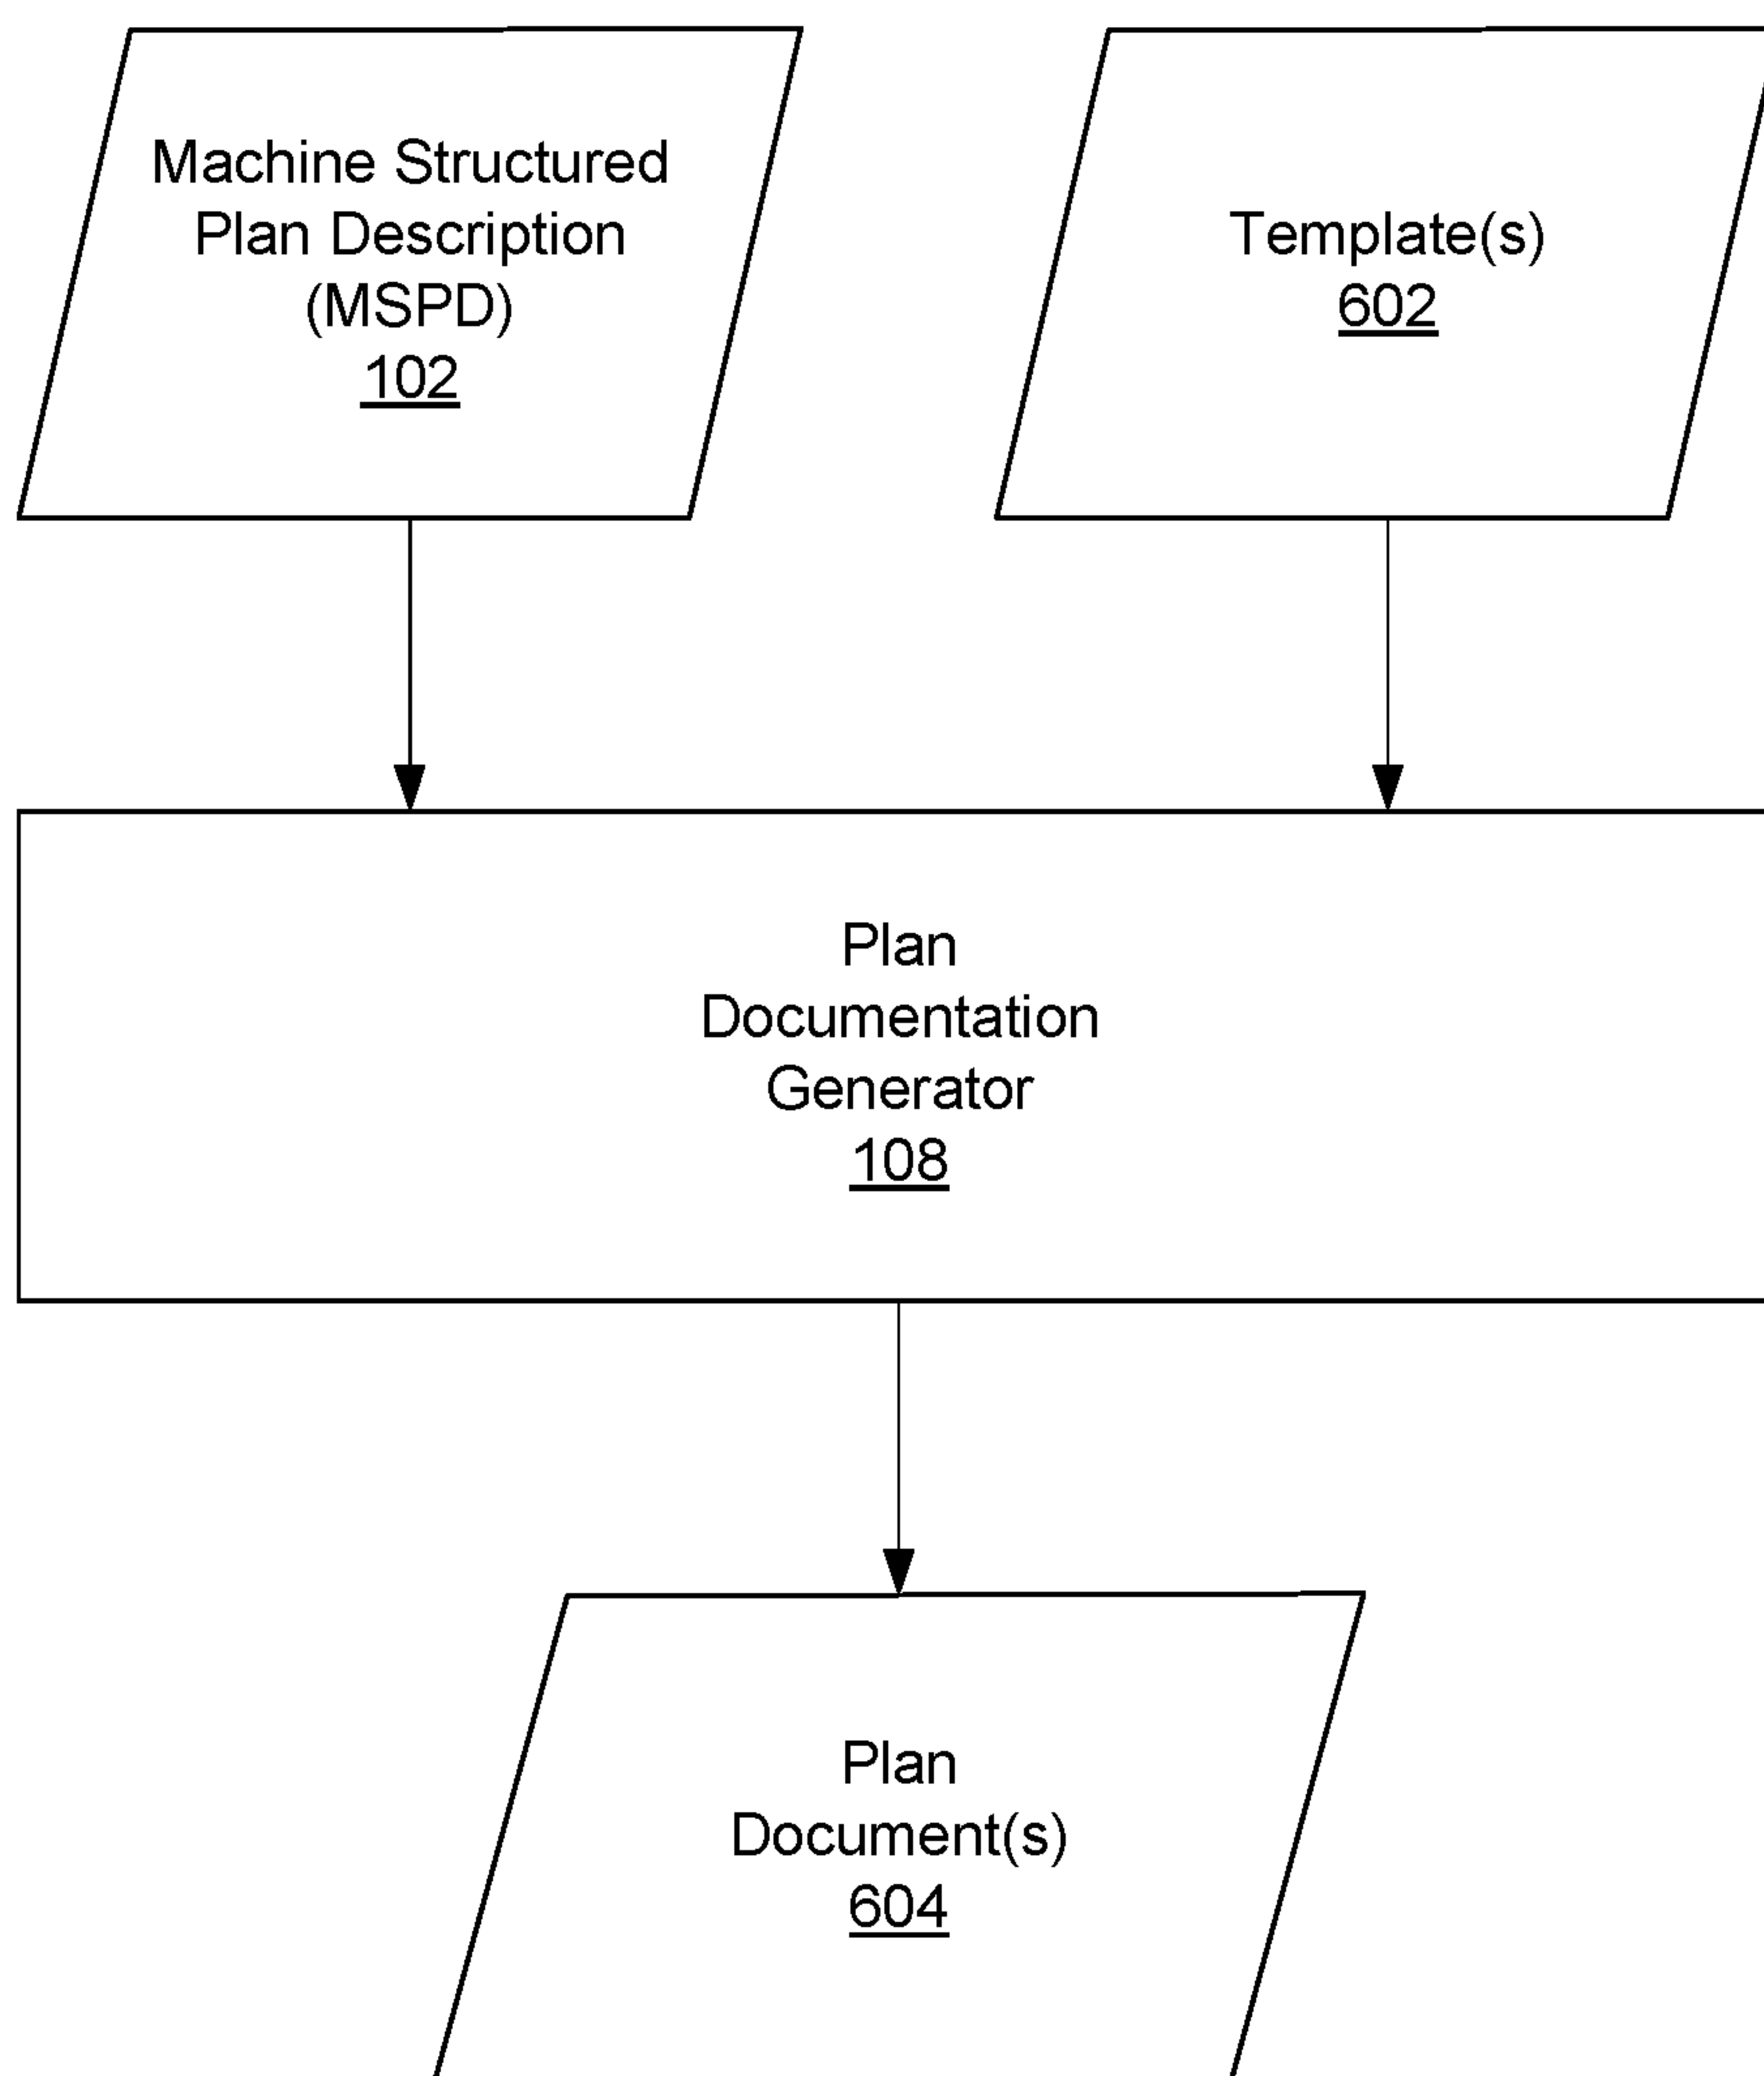 Machine Structured
Plan Description
(MSPD)
102
Template(s)
602
Plan
Documentation
Generator
108
Plan
Document(s)
604